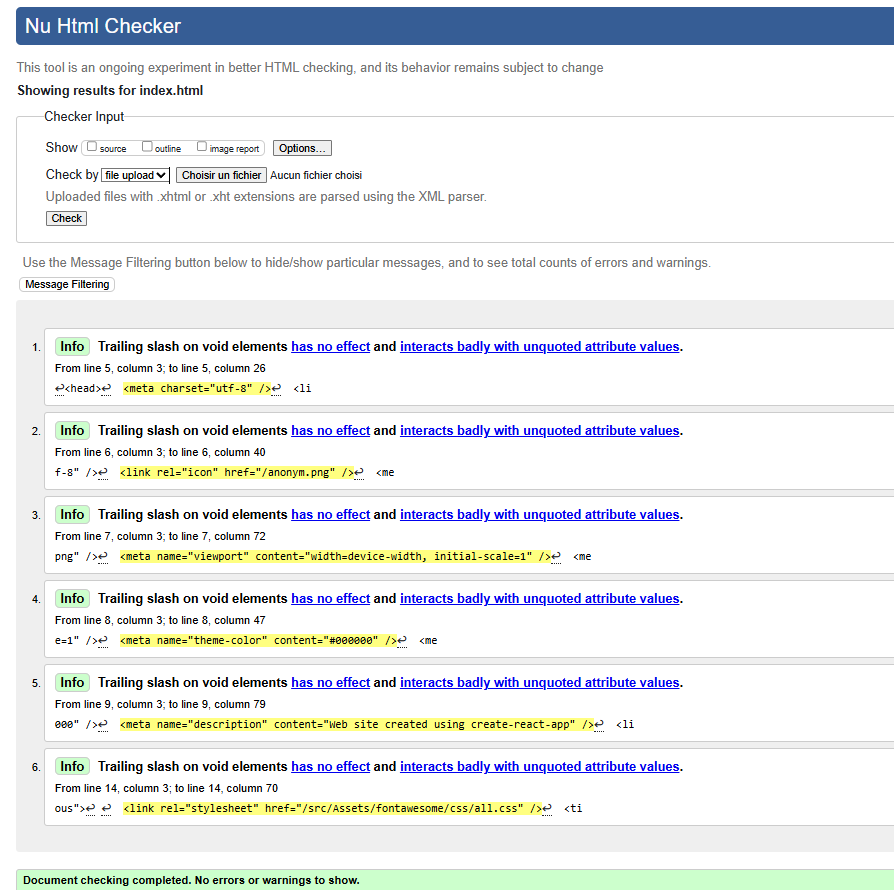 Nu Html Checker
This tool is an ongoing experiment in better HTML checking, and its behavior remains subject to change
Showing results for index.html
Checker Input
Show source outline image report Options...
Check by file upload Choisir un fichier Aucun fichier choisi
Uploaded files with .xhtml or .xht extensions are parsed using the XML parser.
Check
Use the Message Filtering button below to hide/show particular messages, and to see total counts of errors and warnings.
Message Filtering
1. Info Trailing slash on void elements has no effect and interacts badly with unquoted attribute values.
From line 5, column 3; to line 5, column 26
↩<head>↩ <meta charset="utf-8" />↩ <li
2. Info Trailing slash on void elements has no effect and interacts badly with unquoted attribute values.
From line 6, column 3; to line 6, column 40
f-8" />↩ <link rel="icon" href="/anonym.png" />↩ <me
3. Info Trailing slash on void elements has no effect and interacts badly with unquoted attribute values.
From line 7, column 3; to line 7, column 72
png" />↩ <meta name="viewport" content="width=device-width, initial-scale=1" />↩ <me
4. Info Trailing slash on void elements has no effect and interacts badly with unquoted attribute values.
From line 8, column 3; to line 8, column 47
e=1" />↩ <meta name="theme-color" content="#000000" />↩ <me
5. Info Trailing slash on void elements has no effect and interacts badly with unquoted attribute values.
From line 9, column 3; to line 9, column 79
000" />↩ <meta name="description" content="Web site created using create-react-app" />↩ <li
6. Info Trailing slash on void elements has no effect and interacts badly with unquoted attribute values.
From line 14, column 3; to line 14, column 70
ous">↩ ↩ <link rel="stylesheet" href="/src/Assets/fontawesome/css/all.css" />↩ <ti
Document checking completed. No errors or warnings to show.